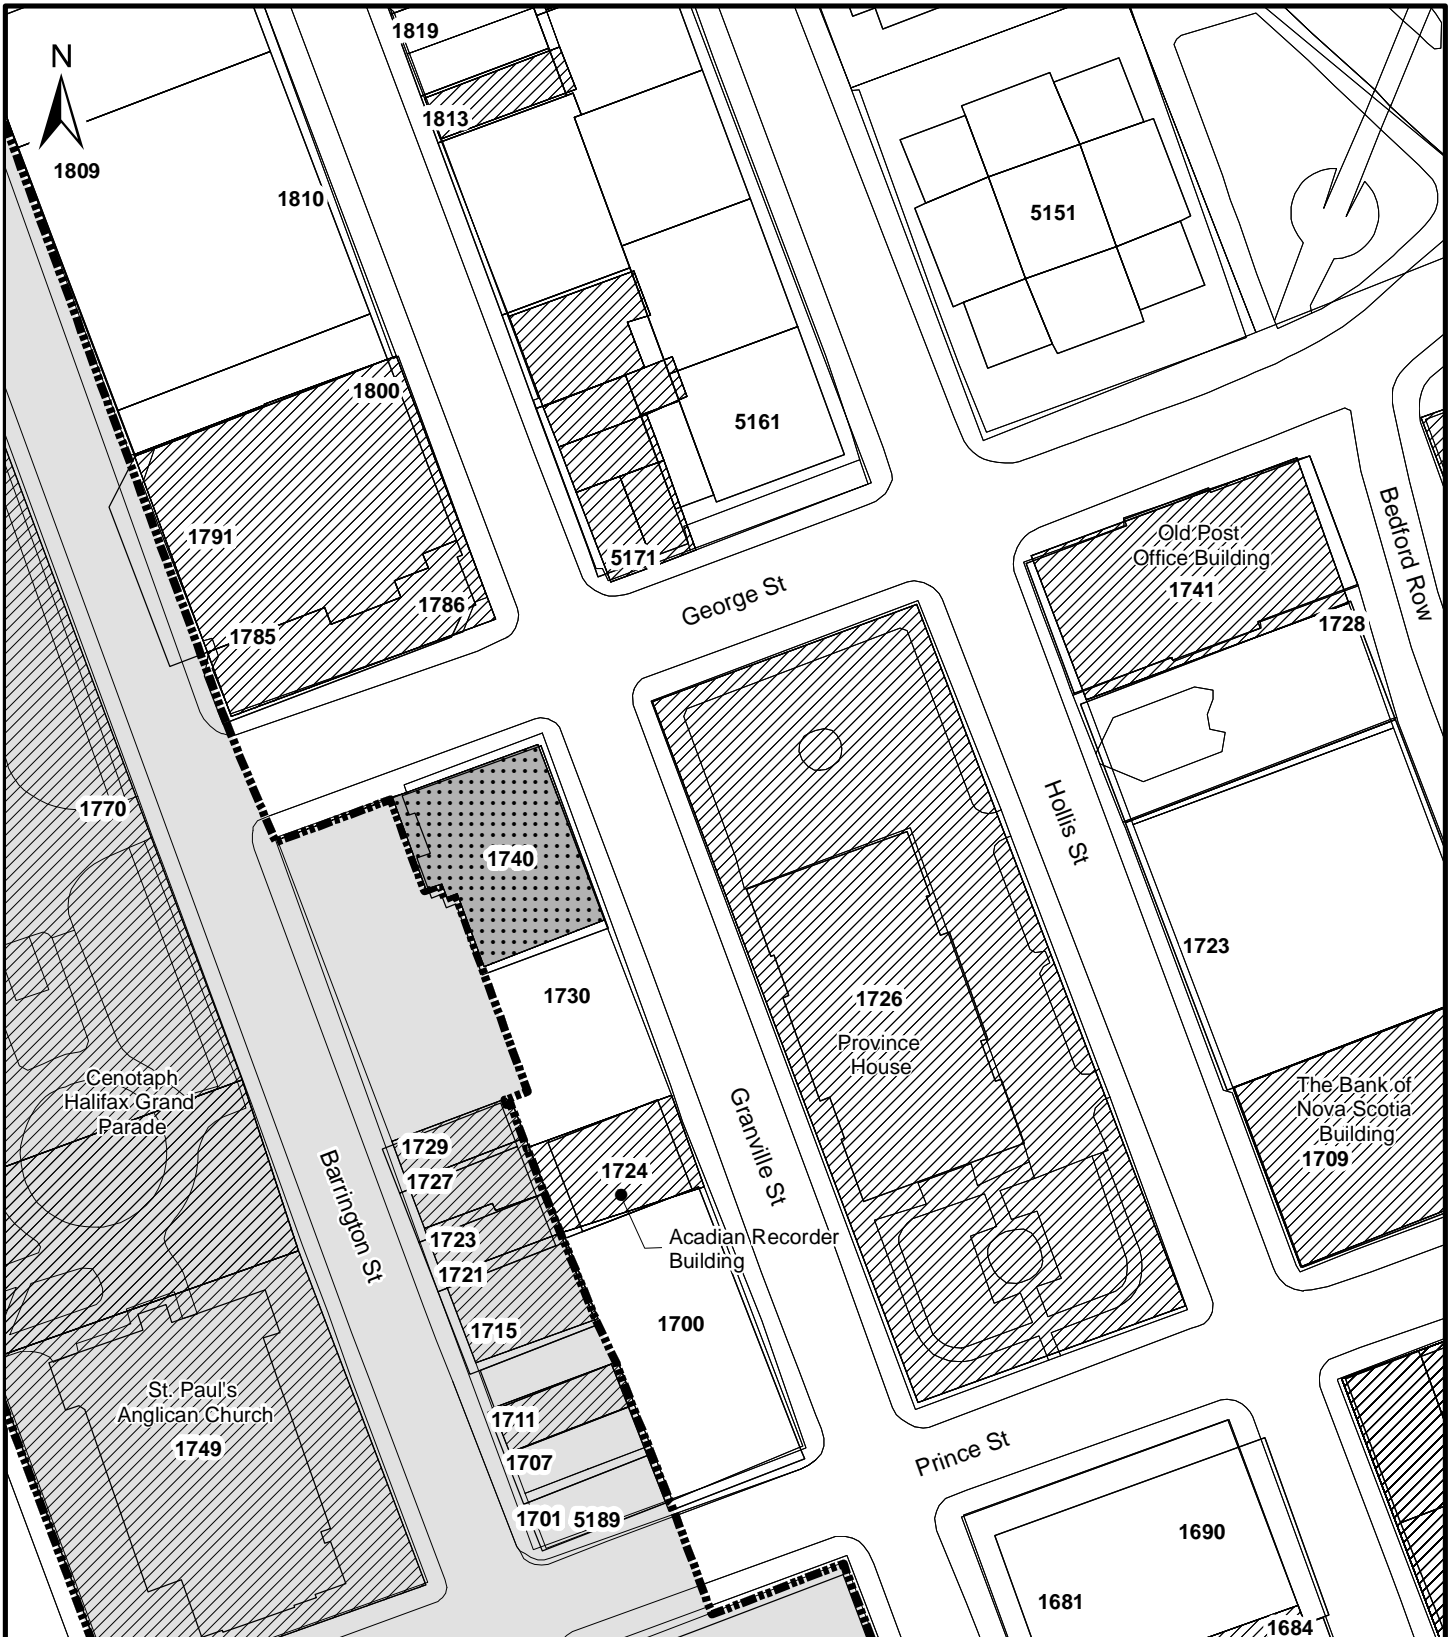 1819
N
1813
1809
1810
5151
1800
5161
Bedford Row
1791
Old Post
Office Building
1741
5171
George St
1786
1728
1785
1770
Hollis St
1740
1723
1730
1726
Province
House
Cenotaph
Halifax Grand
Parade
The Bank of
Nova Scotia
Building
1709
Granville St
1729
1724
1727
Barrington St
1723
Acadian Recorder
Building
1721
1700
1715
St. Paul's
Anglican Church
1749
1711
Prince St
1707
1701
5189
1690
1681
1684